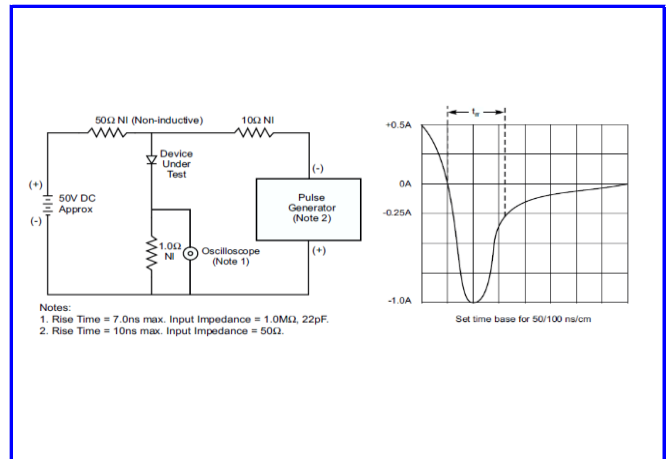 50Ω NI (Non-inductive)
10Ω NI
Device
Under
Test
(+)
50V DC
Approx
(-)
(-)
Pulse
Generator
(Note 2)
(+)
1.0Ω
NI
Oscilloscope
(Note 1)
Notes:
1. Rise Time = 7.0ns max. Input Impedance = 1.0MΩ, 22pF.
2. Rise Time = 10ns max. Input Impedance = 50Ω.
trr
+0.5A
0A
-0.25A
-1.0A
Set time base for 50/100 ns/cm